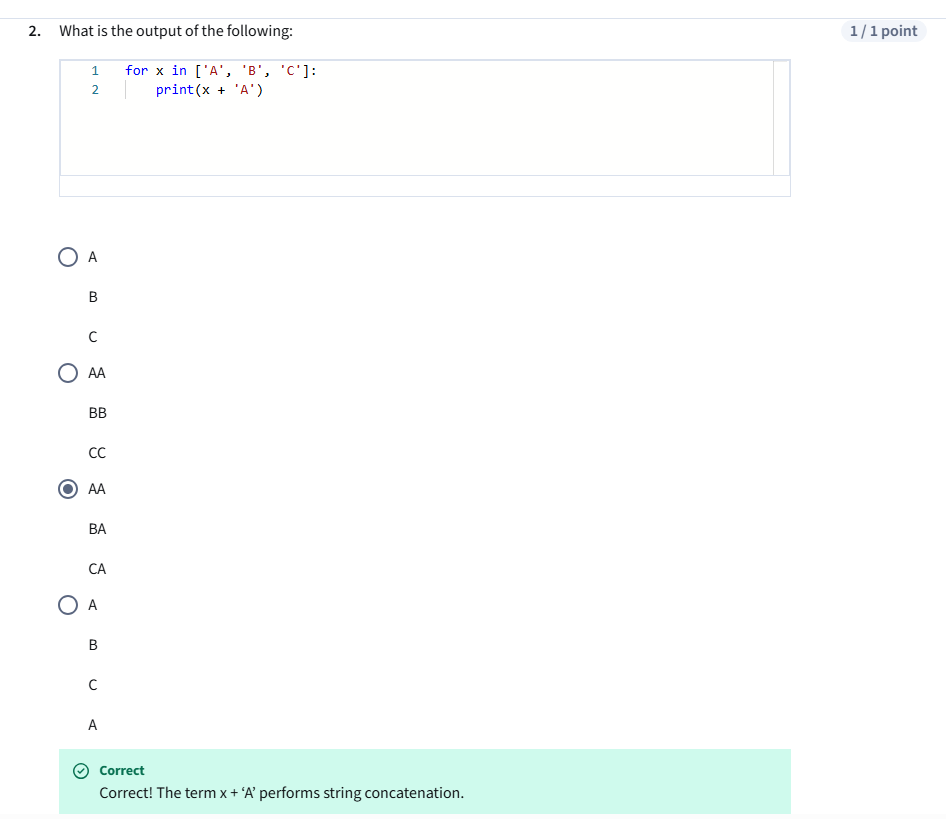 2. What is the output of the following:
1 / 1 point
1 for x in ['A', 'B', 'C']:
2 print(x + 'A')
A
B
C
AA
BB
CC
AA
BA
CA
A
B
C
A
Correct
Correct! The term x + ‘A’ performs string concatenation.